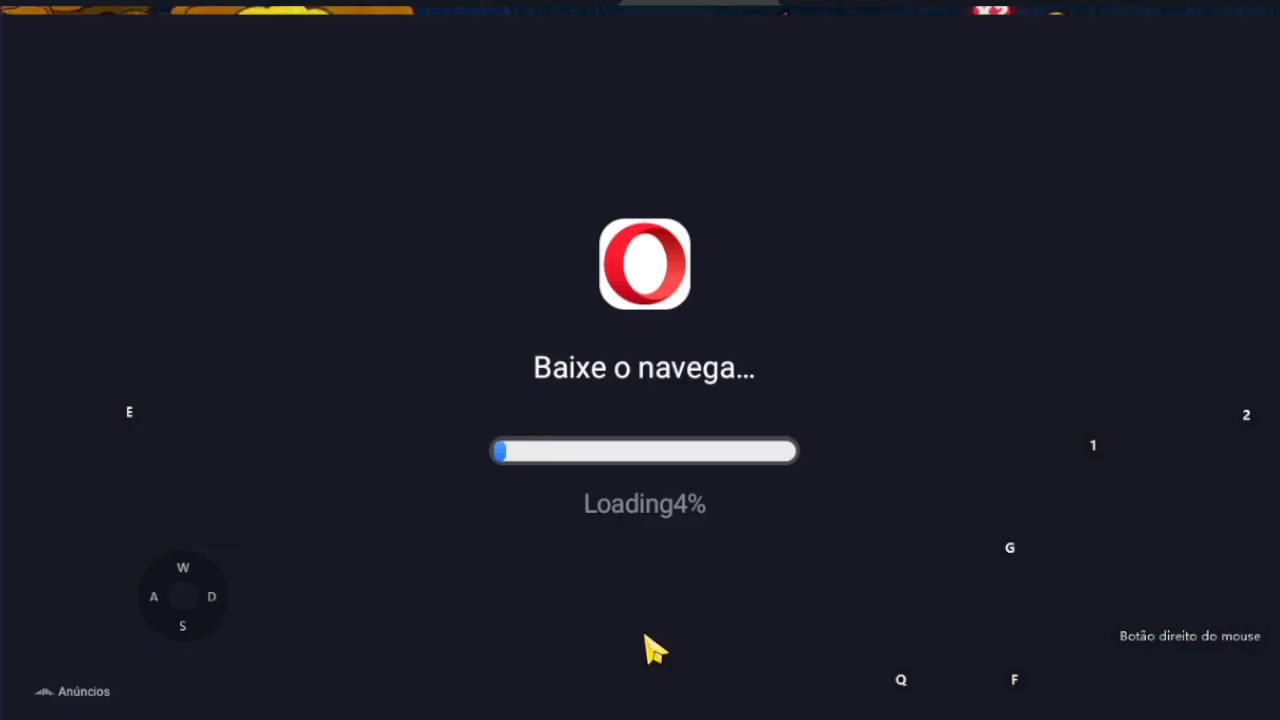 Baixe o navega...
E
2
1
Loading4%
G
W
A D
S
Botão direito do mouse
Q F
Anúncios